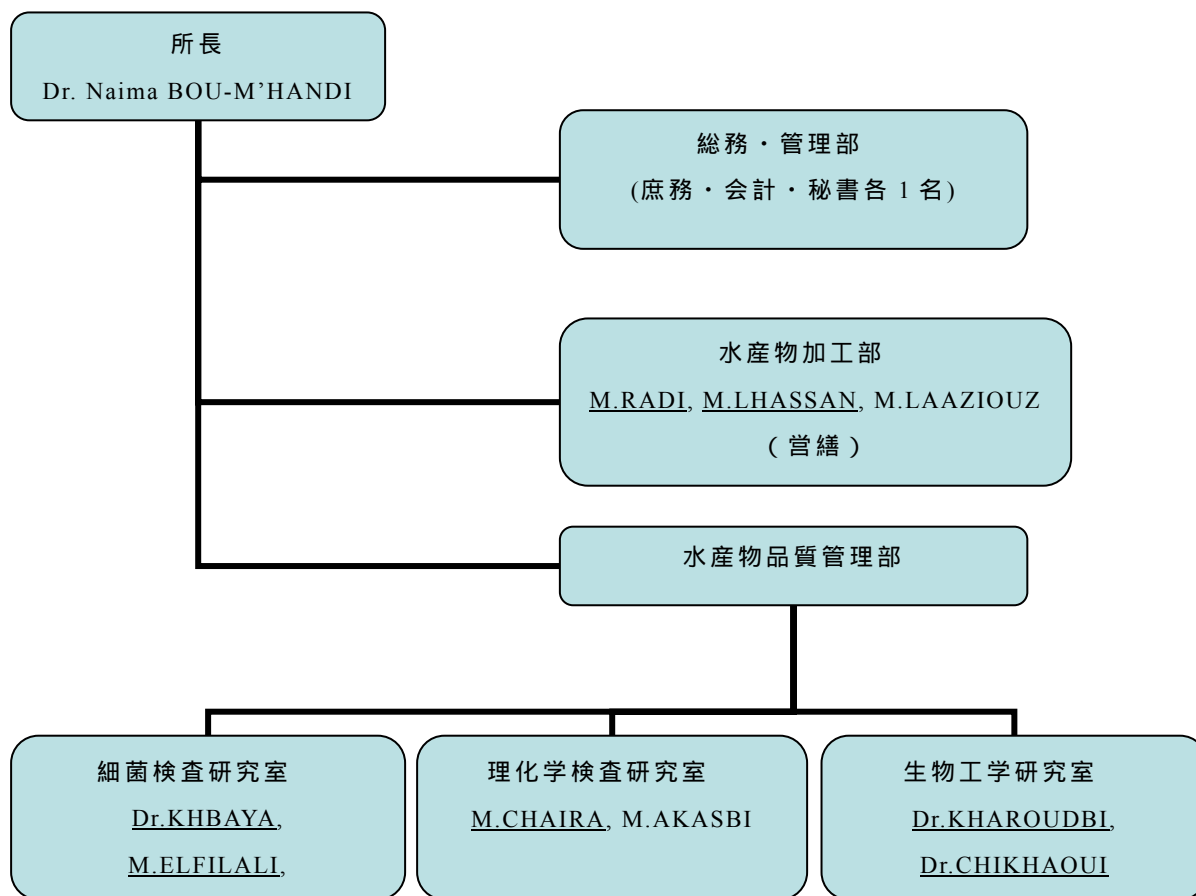 所長
Dr. Naima BOU-M’HANDI
総務・管理部
(庶務・会計・秘書各 1 名)
水産物加工部
M.RADI, M.LHASSAN, M.LAAZIOUZ
(営繕)
水産物品質管理部
細菌検査研究室
Dr.KHBAYA,
M.ELFILALI,
理化学検査研究室
M.CHAIRA, M.AKASBI
生物工学研究室
Dr.KHAROUDBI,
Dr.CHIKHAOUI